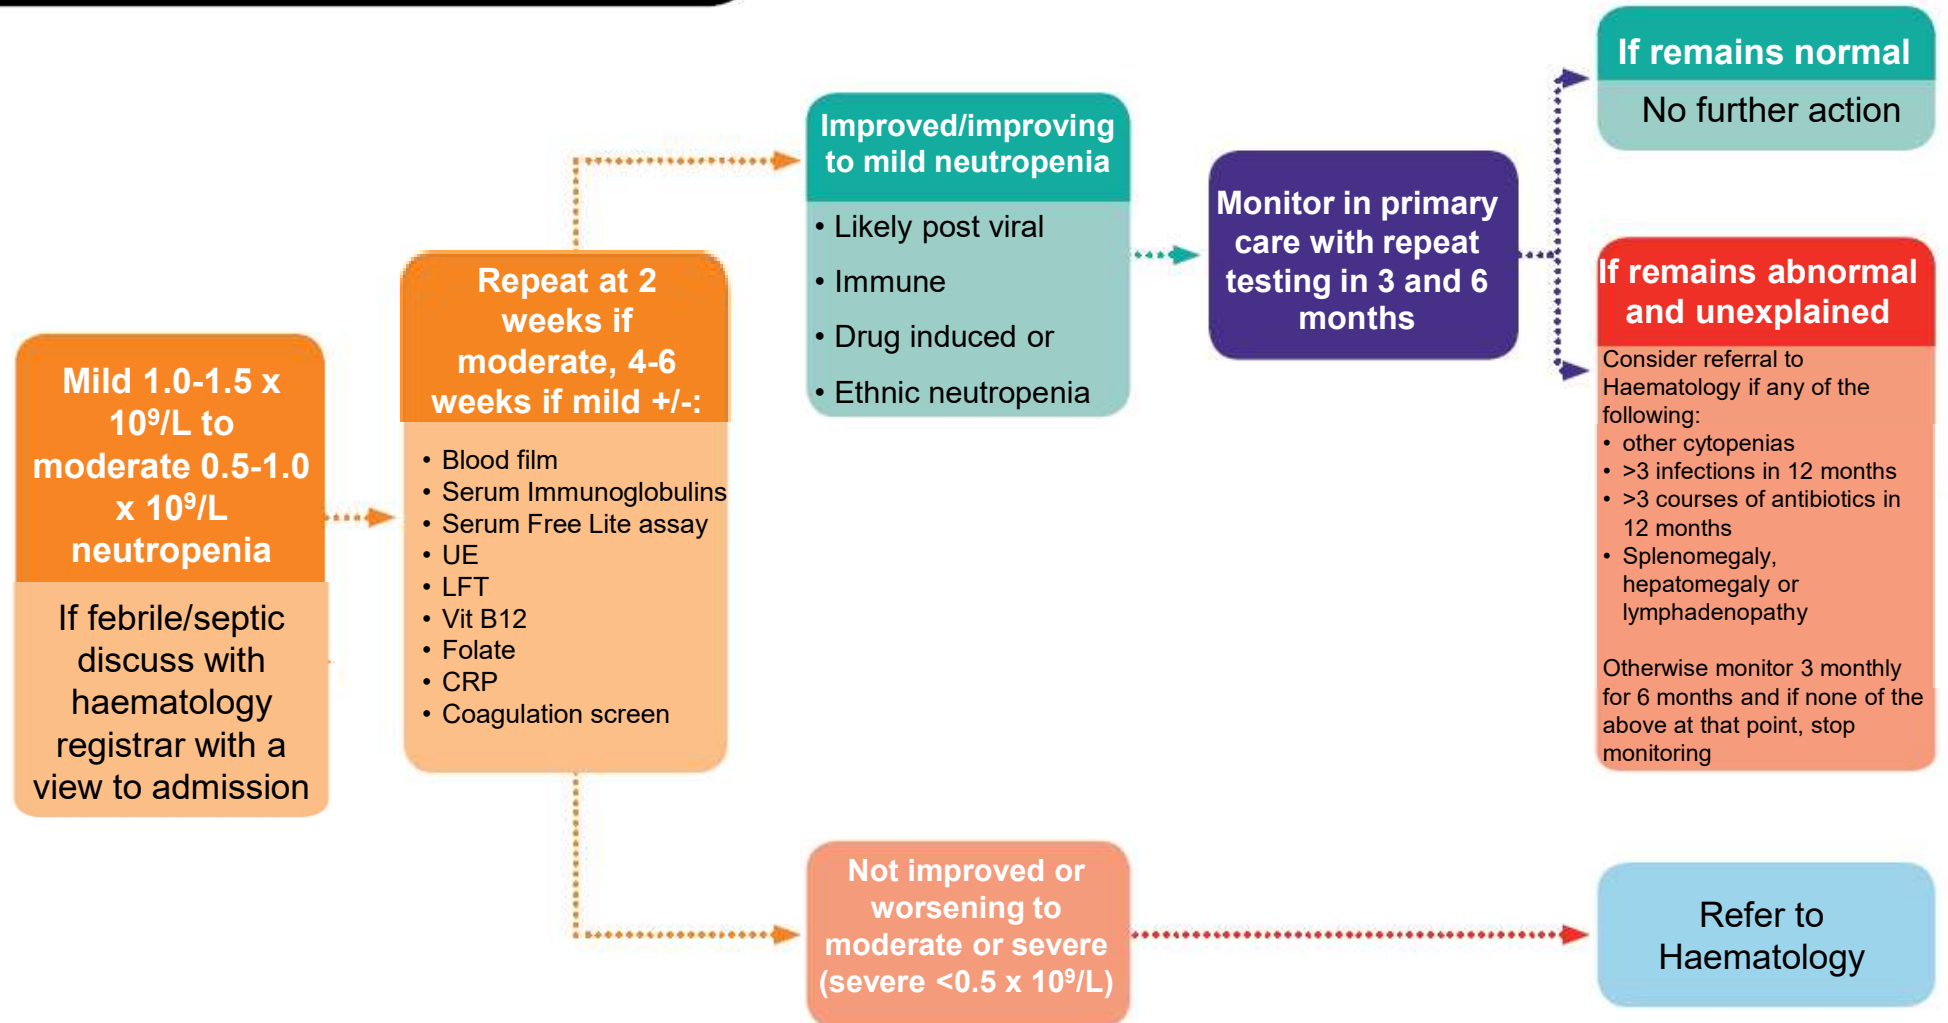 Mild 1.0-1.5 x
10⁹/L to
moderate 0.5-1.0
x 10⁹/L
neutropenia
If febrile/septic
discuss with
haematology
registrar with a
view to admission
Repeat at 2
weeks if
moderate, 4-6
weeks if mild +/-:
• Blood film
• Serum Immunoglobulins
• Serum Free Lite assay
• UE
• LFT
• Vit B12
• Folate
• CRP
• Coagulation screen
Improved/improving
to mild neutropenia
• Likely post viral
• Immune
• Drug induced or
• Ethnic neutropenia
Monitor in primary
care with repeat
testing in 3 and 6
months
If remains normal
No further action
If remains abnormal
and unexplained
Consider referral to
Haematology if any of the
following:
• other cytopenias
• >3 infections in 12 months
• >3 courses of antibiotics in
12 months
• Splenomegaly,
hepatomegaly or
lymphadenopathy
Otherwise monitor 3 monthly
for 6 months and if none of the
above at that point, stop
monitoring
Not improved or
worsening to
moderate or severe
(severe <0.5 x 10⁹/L)
Refer to
Haematology